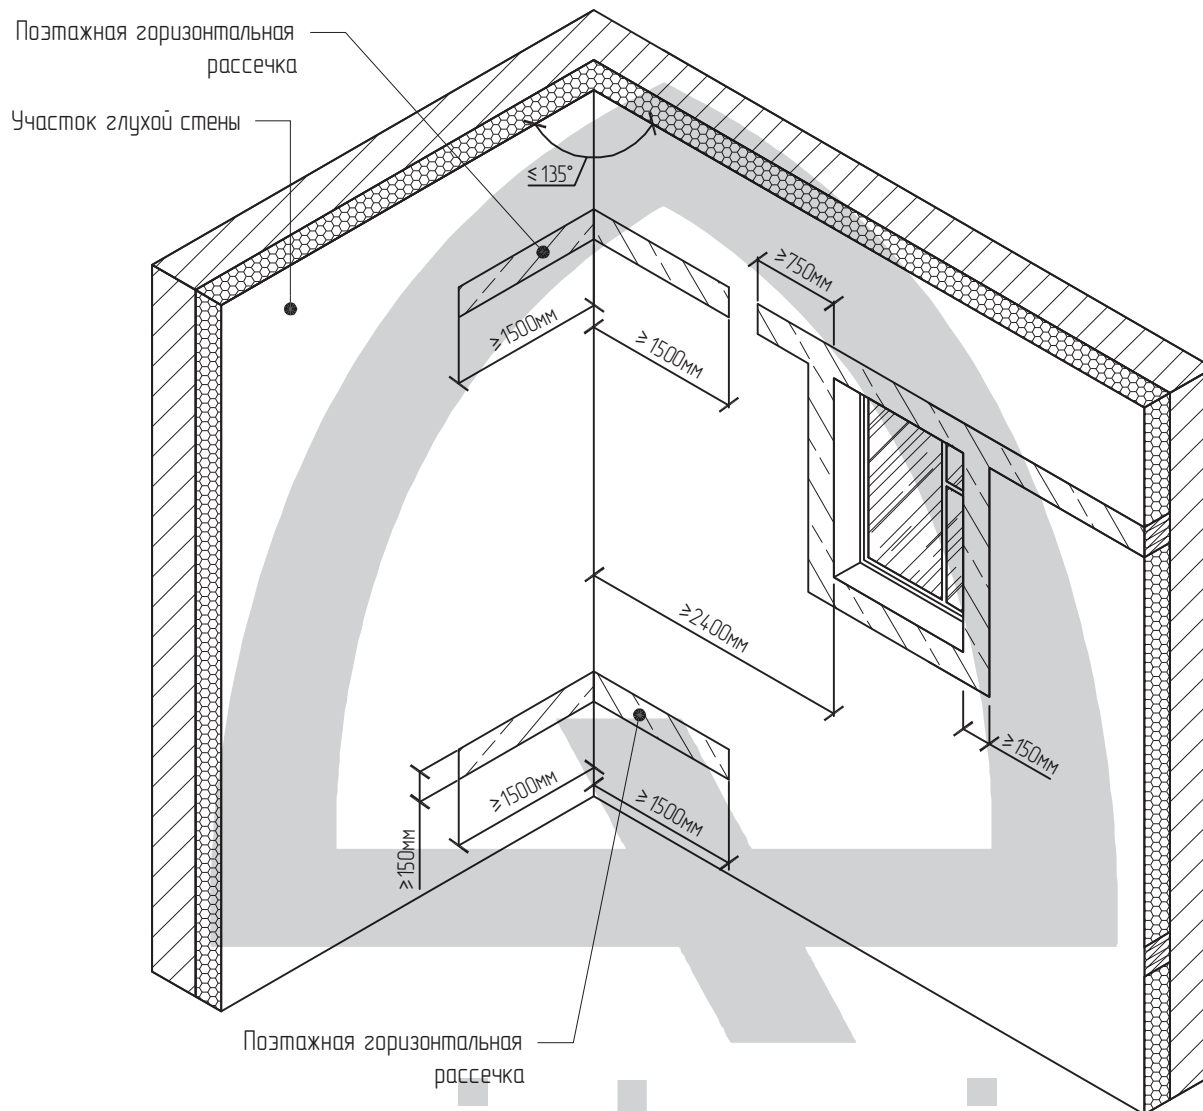 Поэтажная горизонтальная
рассечка
Участок глухой стены
≤135°
≥750мм
≥1500мм
≥1500мм
≥2400мм
≥150мм
≥1500мм
≥1500мм
≥150мм
Поэтажная горизонтальная
рассечка